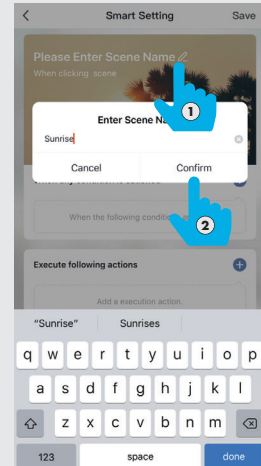 Smart Setting Save
Please Enter Scene Name
When clicking scene
1
Enter Scene Na
Sunrise
Cancel Confirm
2
When the following condition
Execute following actions
Add a execution action.
"Sunrise" Sunrises
q w e r t y u i o p
a s d f g h j k l
z x c v b n m
123 space done